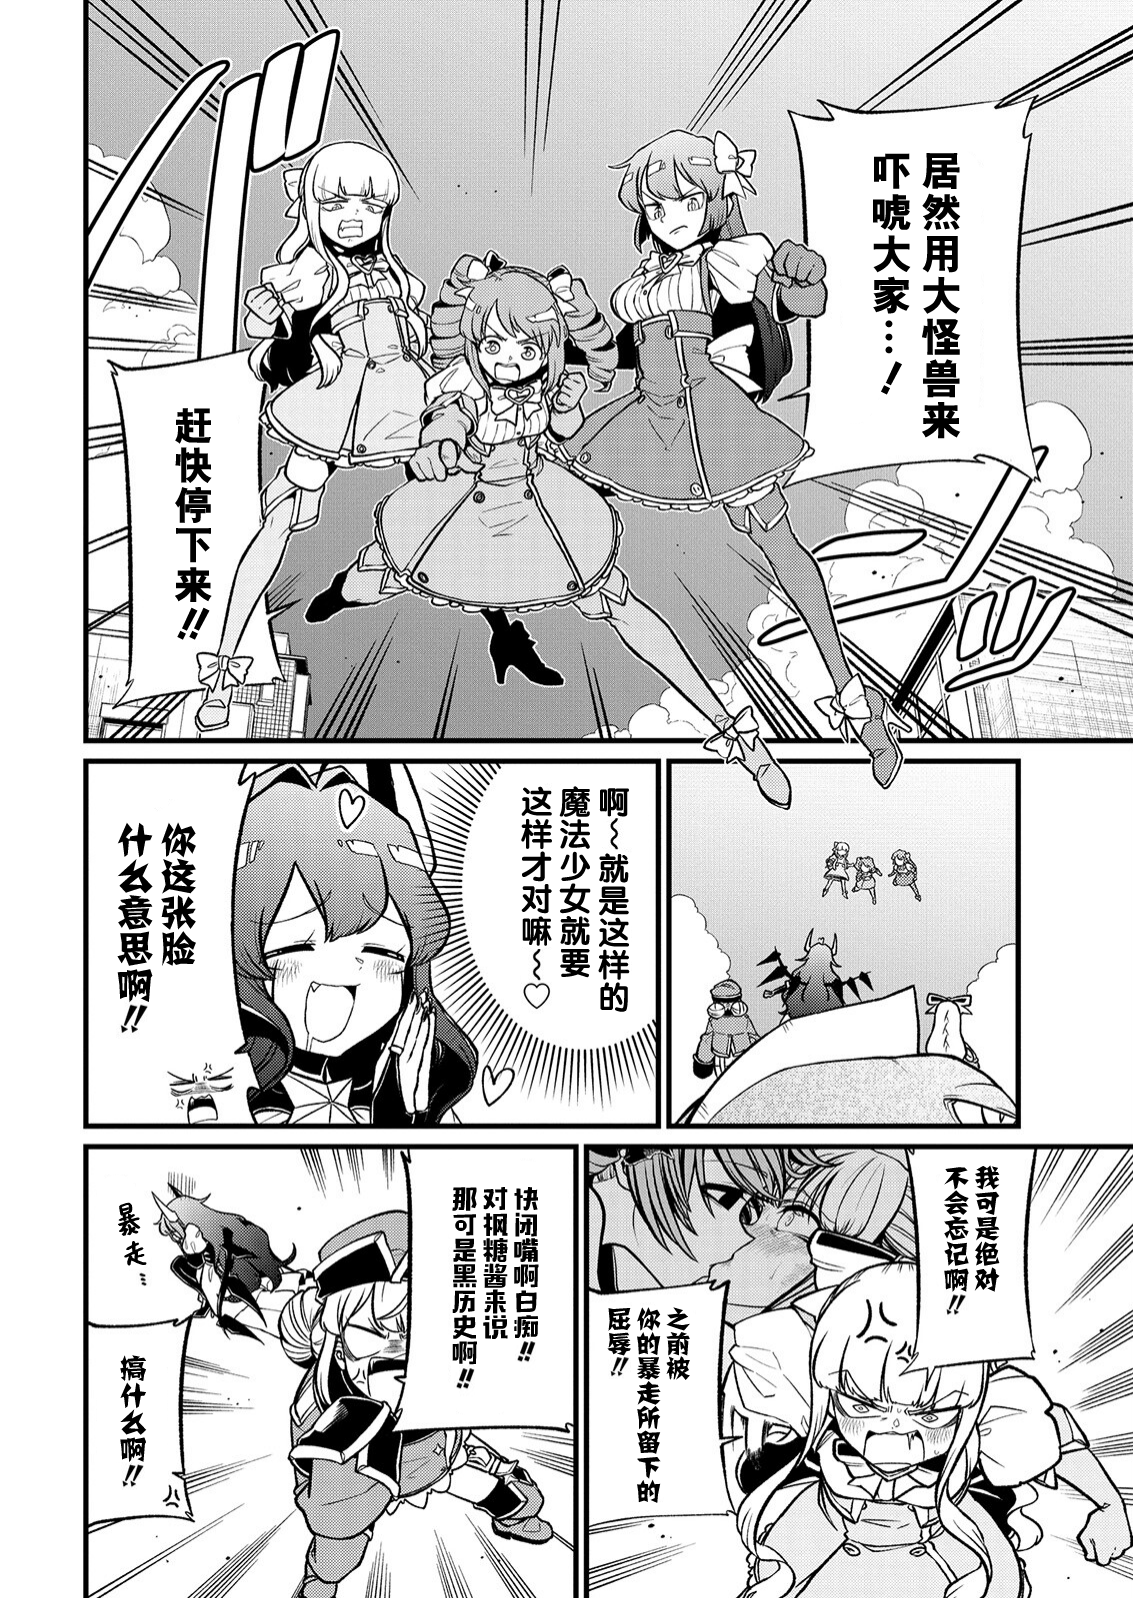 居然用大怪兽来
吓唬大家…！
赶快停下来!!
啊～就是这样的
魔法少女就要
这样才对嘛～♡
你这张脸
什么意思啊!!
我可是绝对
不会忘记啊!!
之前被
你的暴走所留下的
屈辱!!
快闭嘴啊白痴!!
对枫糖酱来说
那可是黑历史啊!!
暴走…
搞什么啊!!